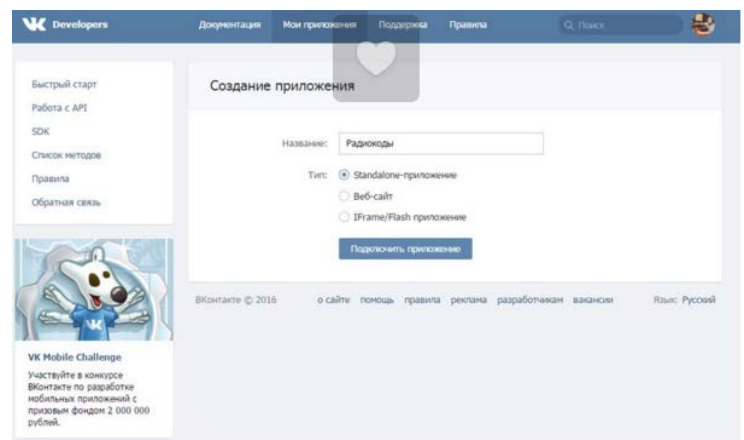 VK Developers
Документация Мои приложения Поддержка Правила Поиск
Быстрый старт
Работа с API
SDK
Список методов
Правила
Обратная связь
Создание приложения
Название: Радиокоды
Тип: Standalone-приложение
Веб-сайт
IFrame/Flash приложение
Подключить приложение
ВКонтакте © 2016 о сайте помощь правила реклама разработчикам вакансии Язык: Русский
VK Mobile Challenge
Участвуйте в конкурсе
ВКонтакте по разработке
мобильных приложений с
призовым фондом 2 000 000
рублей.